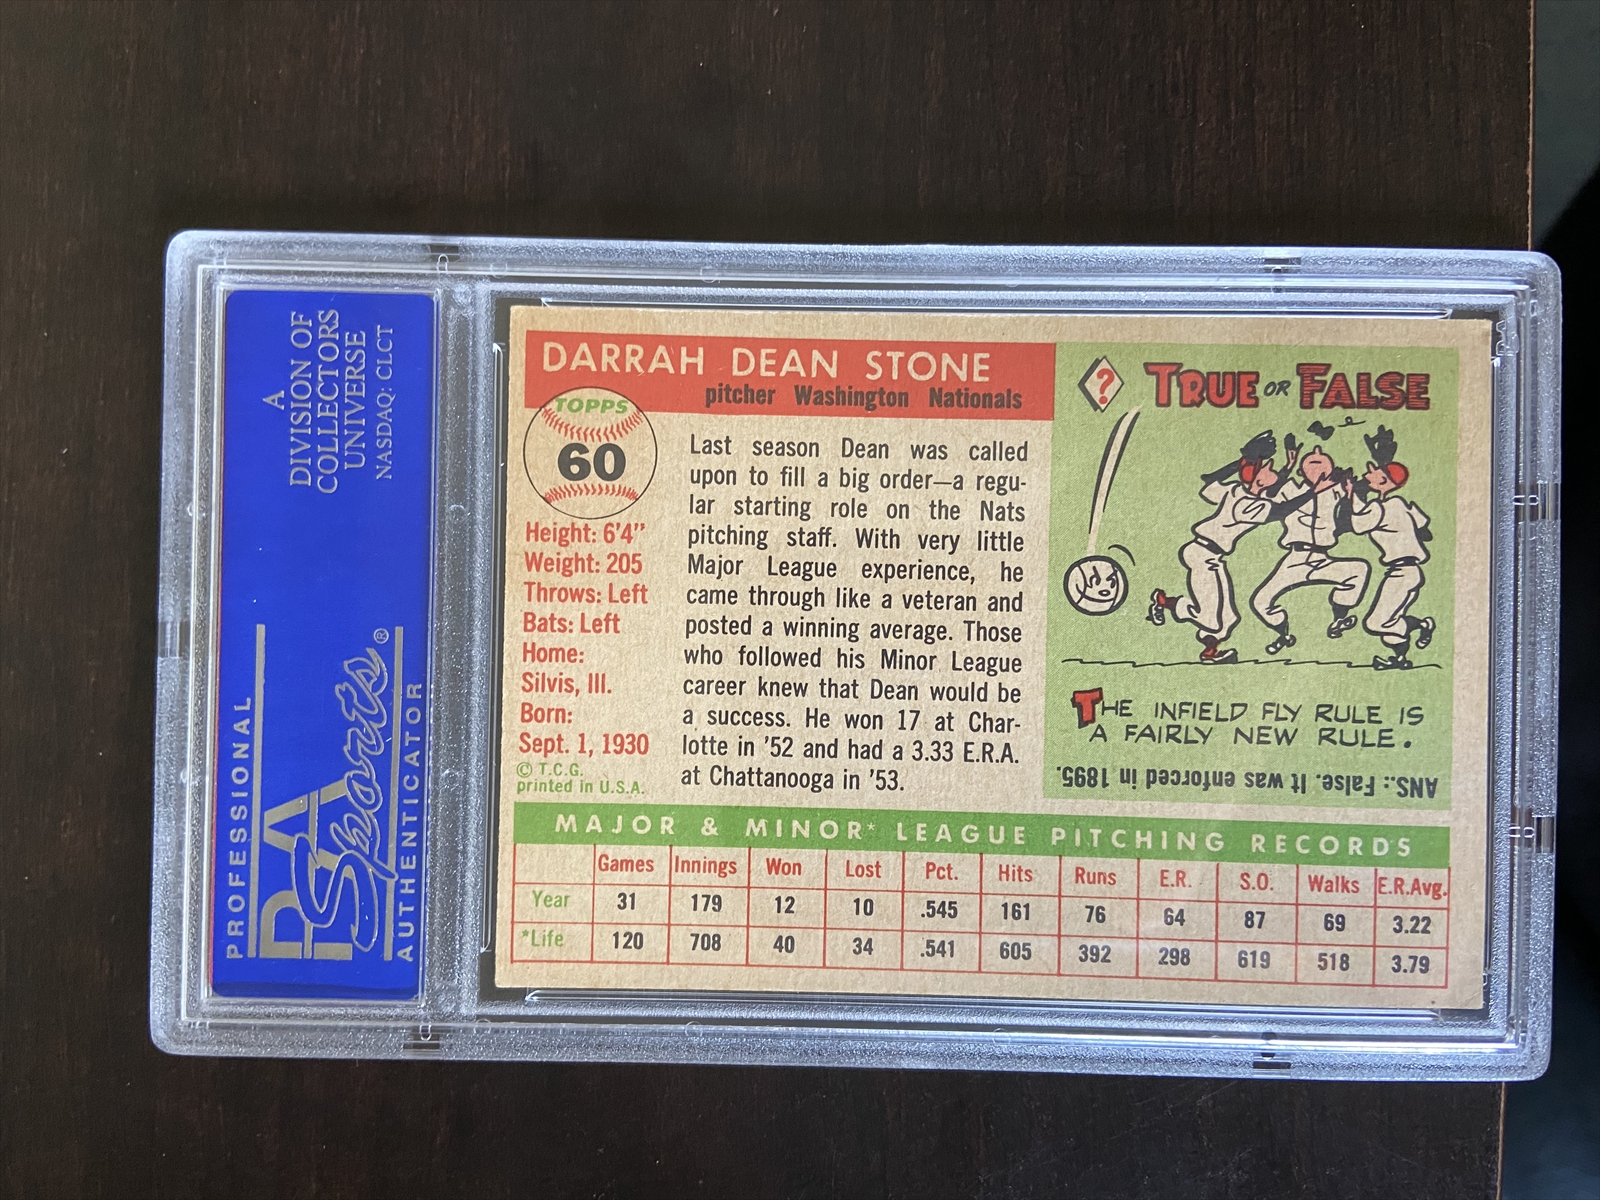 A
DIVISION OF
COLLECTORS
UNIVERSE
NASDAQ: CLCT
PROFESSIONAL
PSA
Sports®
AUTHENTICATOR
DARRAH DEAN STONE
pitcher Washington Nationals
TOPPS
60
Height: 6'4"
Weight: 205
Throws: Left
Bats: Left
Home:
Silvis, Ill.
Born:
Sept. 1, 1930
© T.C.G.
printed in U.S.A.
Last season Dean was called
upon to fill a big order—a regu-
lar starting role on the Nats
pitching staff. With very little
Major League experience, he
came through like a veteran and
posted a winning average. Those
who followed his Minor League
career knew that Dean would be
a success. He won 17 at Char-
lotte in '52 and had a 3.33 E.R.A.
at Chattanooga in '53.
? TRUE OR FALSE
THE INFIELD FLY RULE IS
A FAIRLY NEW RULE.
ANS.: False. It was enforced in 1895.
MAJOR & MINOR* LEAGUE PITCHING RECORDS
Games Innings Won Lost Pct. Hits Runs E.R. S.O. Walks E.R.Avg.
Year 31 179 12 10 .545 161 76 64 87 69 3.22
*Life 120 708 40 34 .541 605 392 298 619 518 3.79